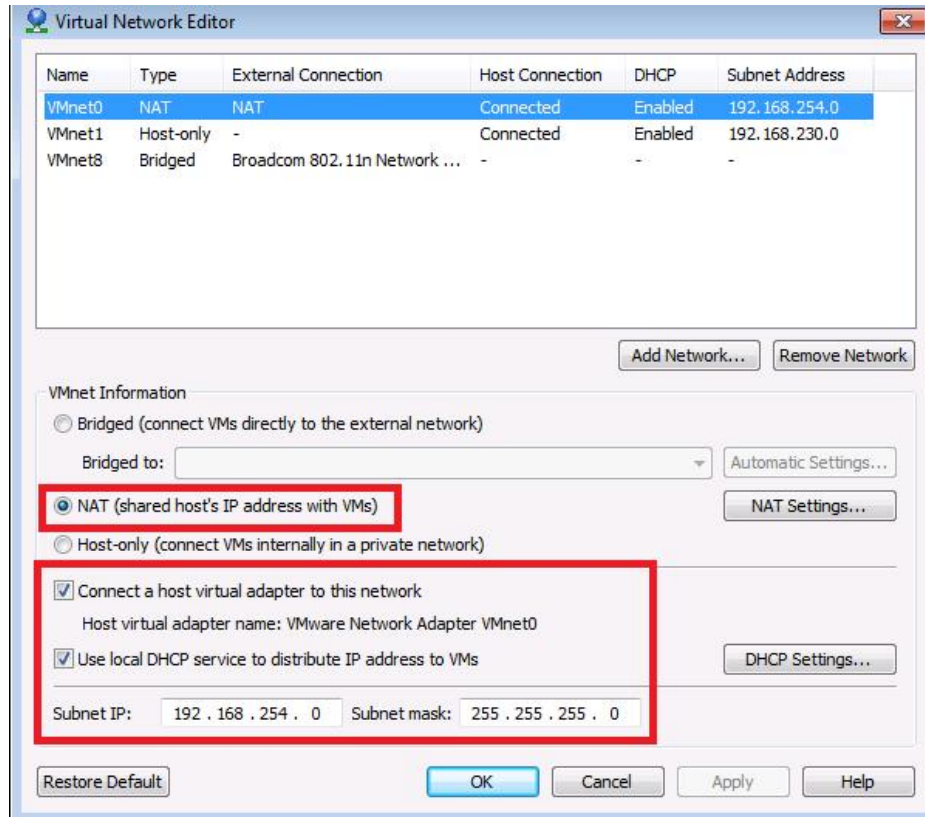 Virtual Network Editor
Name Type External Connection Host Connection DHCP Subnet Address
VMnet0 NAT NAT Connected Enabled 192.168.254.0
VMnet1 Host-only - Connected Enabled 192.168.230.0
VMnet8 Bridged Broadcom 802.11n Network ... - - -
Add Network... Remove Network
VMnet Information
Bridged (connect VMs directly to the external network)
Bridged to: Automatic Settings...
NAT (shared host's IP address with VMs) NAT Settings...
Host-only (connect VMs internally in a private network)
Connect a host virtual adapter to this network
Host virtual adapter name: VMware Network Adapter VMnet0
Use local DHCP service to distribute IP address to VMs DHCP Settings...
Subnet IP: 192 . 168 . 254 . 0 Subnet mask: 255 . 255 . 255 . 0
Restore Default OK Cancel Apply Help